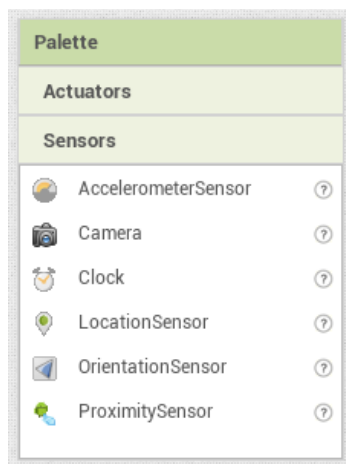 Palette
Actuators
Sensors
AccelerometerSensor ?
Camera ?
Clock ?
LocationSensor ?
OrientationSensor ?
ProximitySensor ?